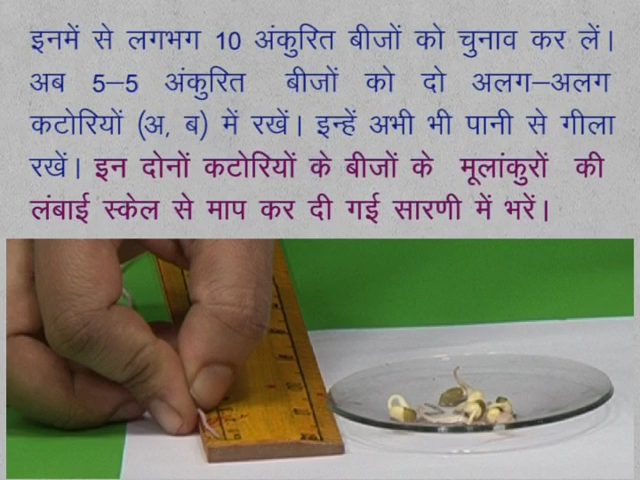 इनमें से लगभग 10 अंकुरित बीजों को चुनाव कर लें।
अब 5–5 अंकुरित बीजों को दो अलग–अलग
कटोरियों (अ, ब) में रखें। इन्हें अभी भी पानी से गीला
रखें। इन दोनों कटोरियों के बीजों के मूलांकुरों की
लंबाई स्केल से माप कर दी गई सारणी में भरें।